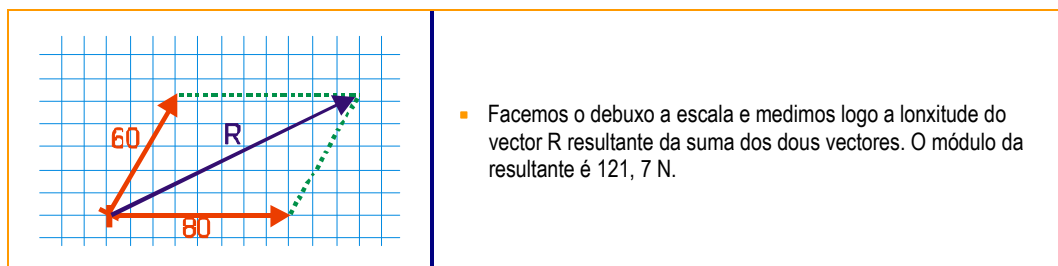 60
R
80
Facemos o debuxo a escala e medimos logo a lonxitude do
vector R resultante da suma dos dous vectores. O módulo da
resultante é 121, 7 N.